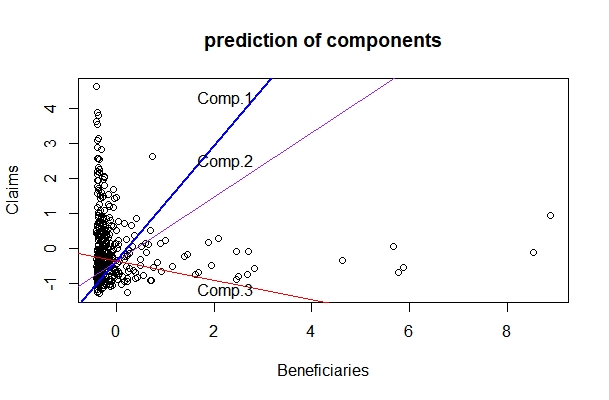 prediction of components
Claims
4
3
2
1
0
-1
Comp.1
Comp.2
Comp.3
0
2
4
6
8
Beneficiaries